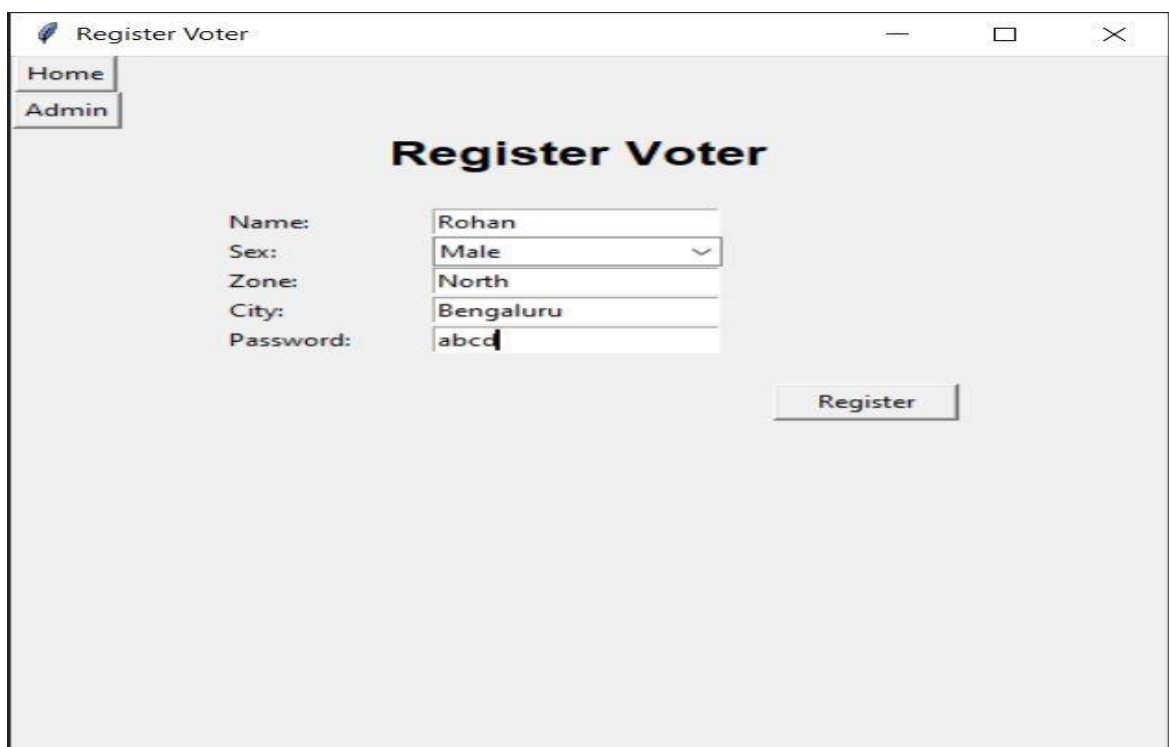 Register Voter
Home
Admin
Register Voter
Name: Rohan
Sex: Male
Zone: North
City: Bengaluru
Password: abcd
Register